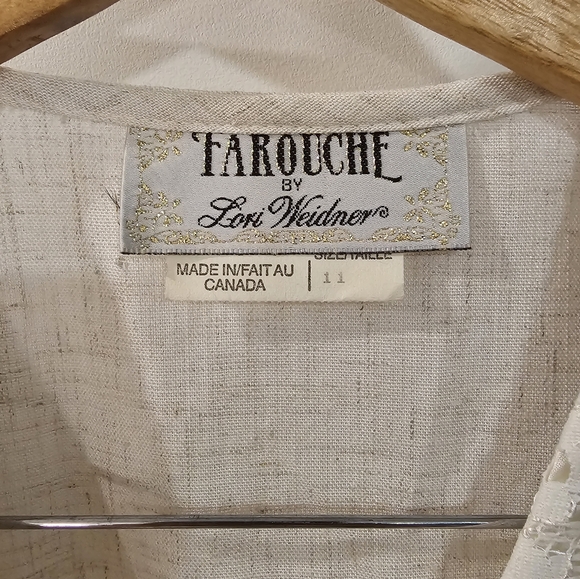 FAROUCHE
BY
Lori Weidner
SIZE/TAILLE
MADE IN/FAIT AU
CANADA
11